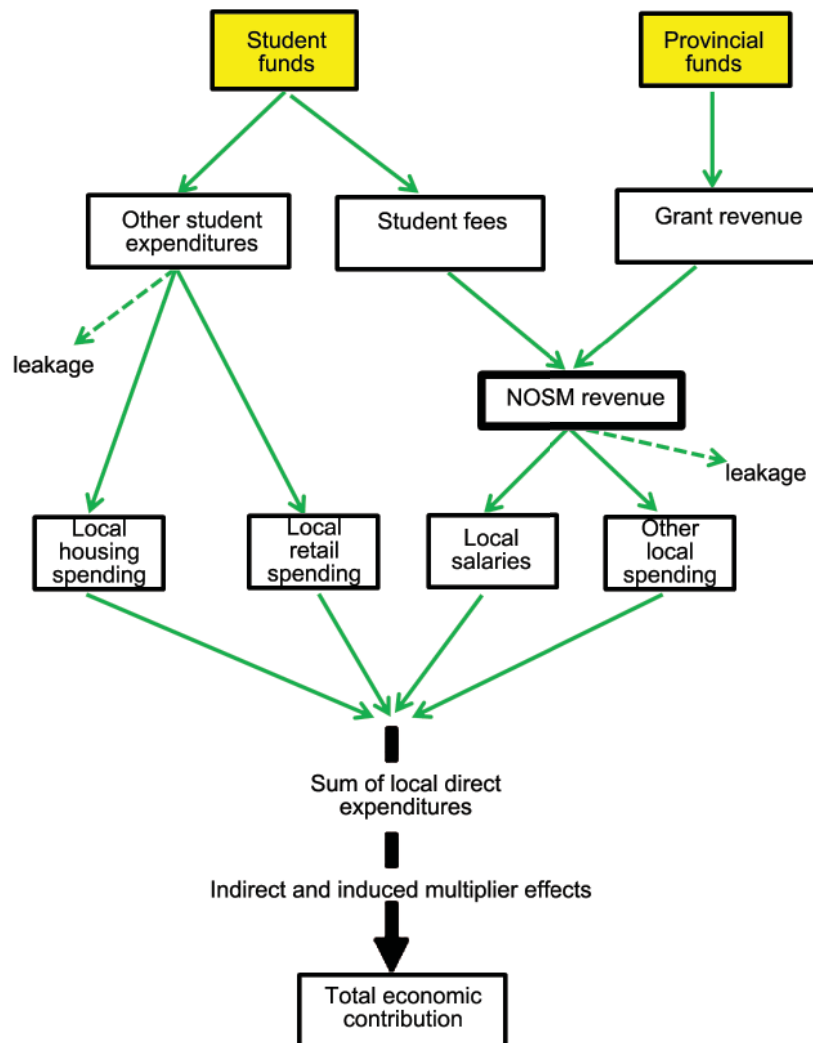 Student
funds
Provincial
funds
Other student
expenditures
Student fees
Grant revenue
leakage
NOSM revenue
leakage
Local
housing
spending
Local
retail
spending
Local
salaries
Other
local
spending
Sum of local direct
expenditures
Indirect and induced multiplier effects
Total economic
contribution